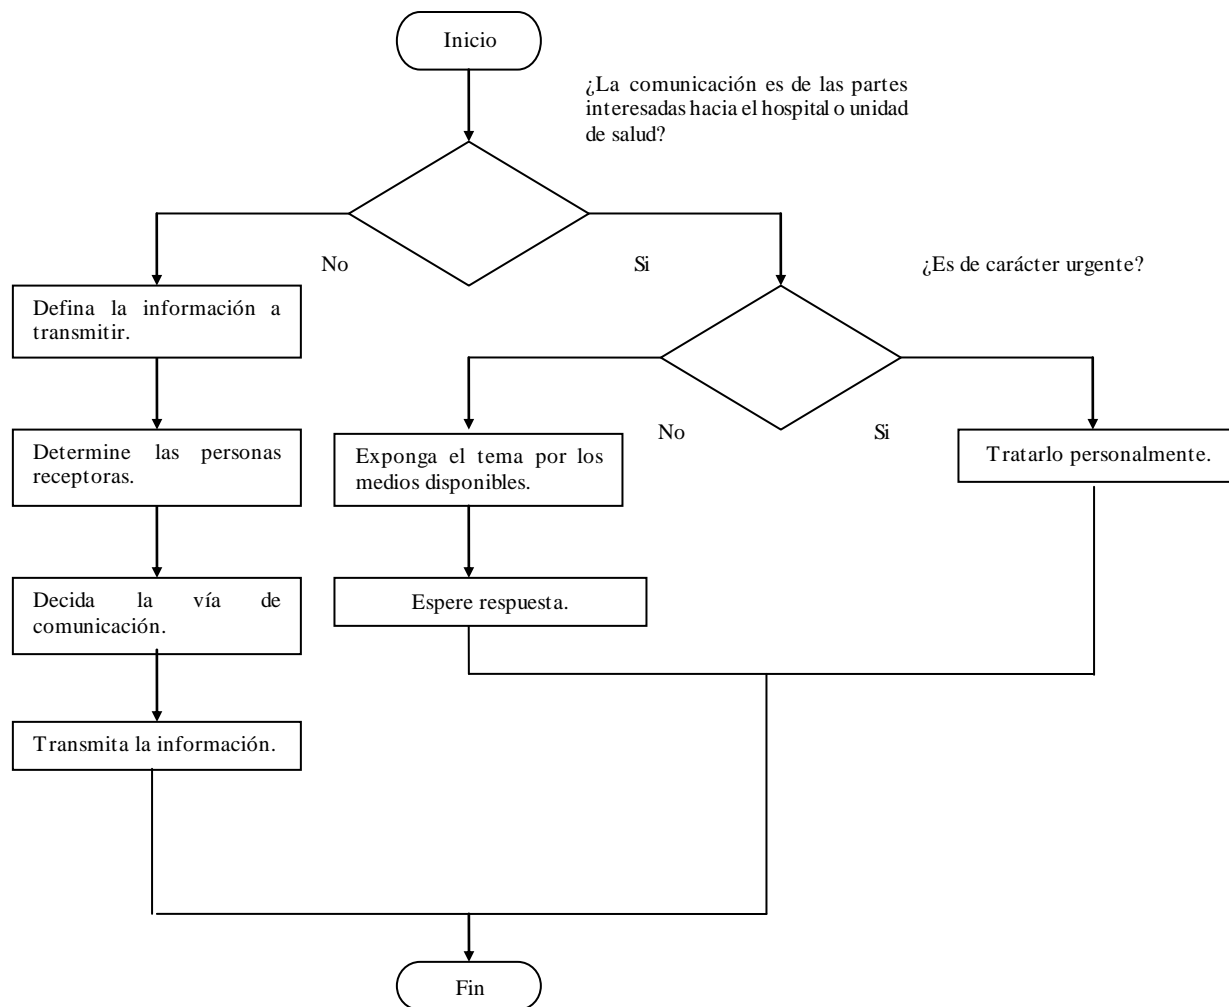 Inicio
¿La comunicación es de las partes
interesadas hacia el hospital o unidad
de salud?
No
Si
¿Es de carácter urgente?
Defina la información a
transmitir.
No
Si
Determine las personas
receptoras.
Exponga el tema por los
medios disponibles.
Tratarlo personalmente.
Decida la vía de
comunicación.
Espere respuesta.
Transmita la información.
Fin